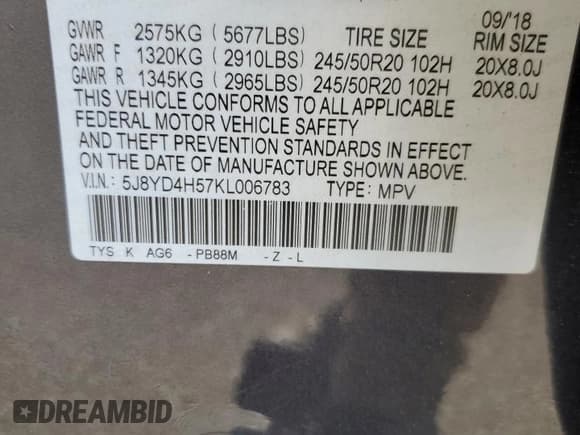 09/'18
GVWR 2575KG ( 5677LBS) TIRE SIZE RIM SIZE
GAWR F 1320KG ( 2910LBS) 245/50R20 102H 20X8.0J
GAWR R 1345KG ( 2965LBS) 245/50R20 102H 20X8.0J
THIS VEHICLE CONFORMS TO ALL APPLICABLE
FEDERAL MOTOR VEHICLE SAFETY
AND THEFT PREVENTION STANDARDS IN EFFECT
ON THE DATE OF MANUFACTURE SHOWN ABOVE.
V.I.N.: 5J8YD4H57KL006783 TYPE: MPV
TYS K AG6 -PB88M -Z -L
DREAMBID